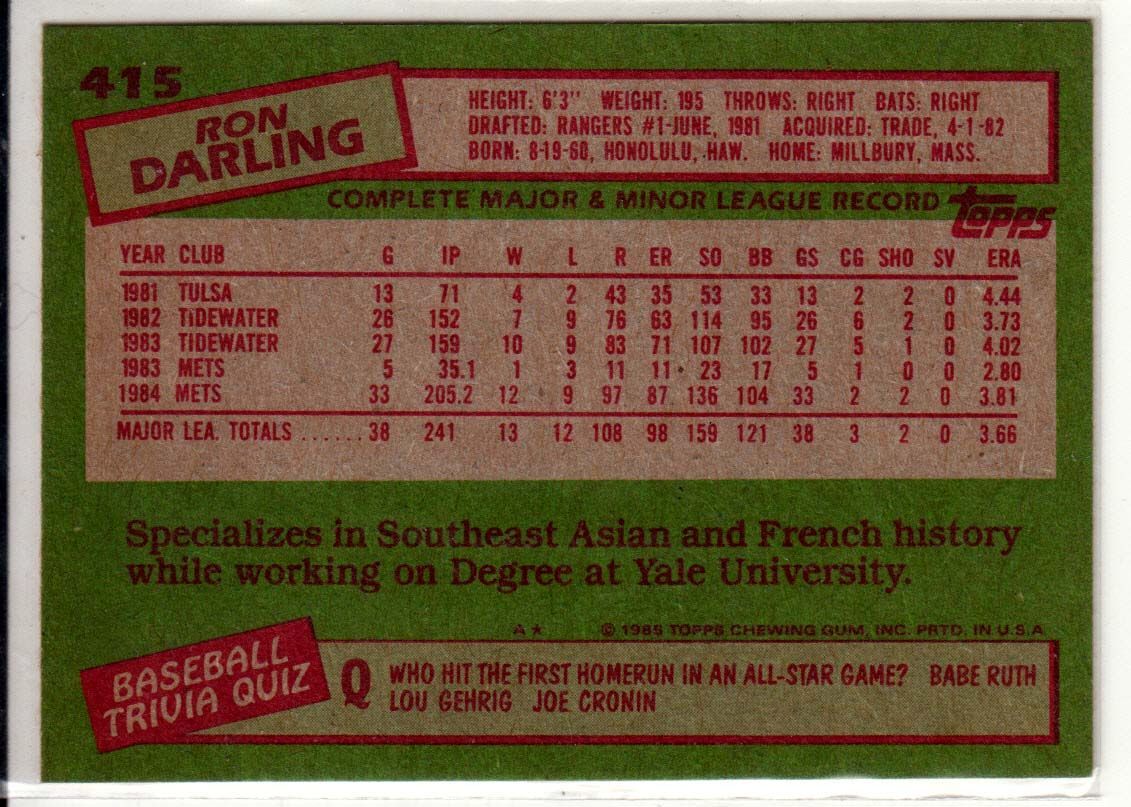 415
RON
DARLING
HEIGHT: 6'3" WEIGHT: 195 THROWS: RIGHT BATS: RIGHT
DRAFTED: RANGERS #1-JUNE, 1981 ACQUIRED: TRADE, 4-1-82
BORN: 8-19-60, HONOLULU, HAW. HOME: MILLBURY, MASS.
COMPLETE MAJOR & MINOR LEAGUE RECORD topps
YEAR CLUB G IP W L R ER SO BB GS CG SHO SV ERA
1981 TULSA 13 71 4 2 43 35 53 33 13 2 2 0 4.44
1982 TIDEWATER 26 152 7 9 76 63 114 95 26 6 2 0 3.73
1983 TIDEWATER 27 159 10 9 83 71 107 102 27 5 1 0 4.02
1983 METS 5 35.1 1 3 11 11 23 17 5 1 0 0 2.80
1984 METS 33 205.2 12 9 97 87 136 104 33 2 2 0 3.81
MAJOR LEA. TOTALS ...... 38 241 13 12 108 98 159 121 38 3 2 0 3.66
Specializes in Southeast Asian and French history
while working on Degree at Yale University.
A★ © 1985 TOPPS CHEWING GUM, INC. PRTD. IN U.S.A.
BASEBALL
TRIVIA QUIZ
Q WHO HIT THE FIRST HOMERUN IN AN ALL-STAR GAME? BABE RUTH
LOU GEHRIG JOE CRONIN